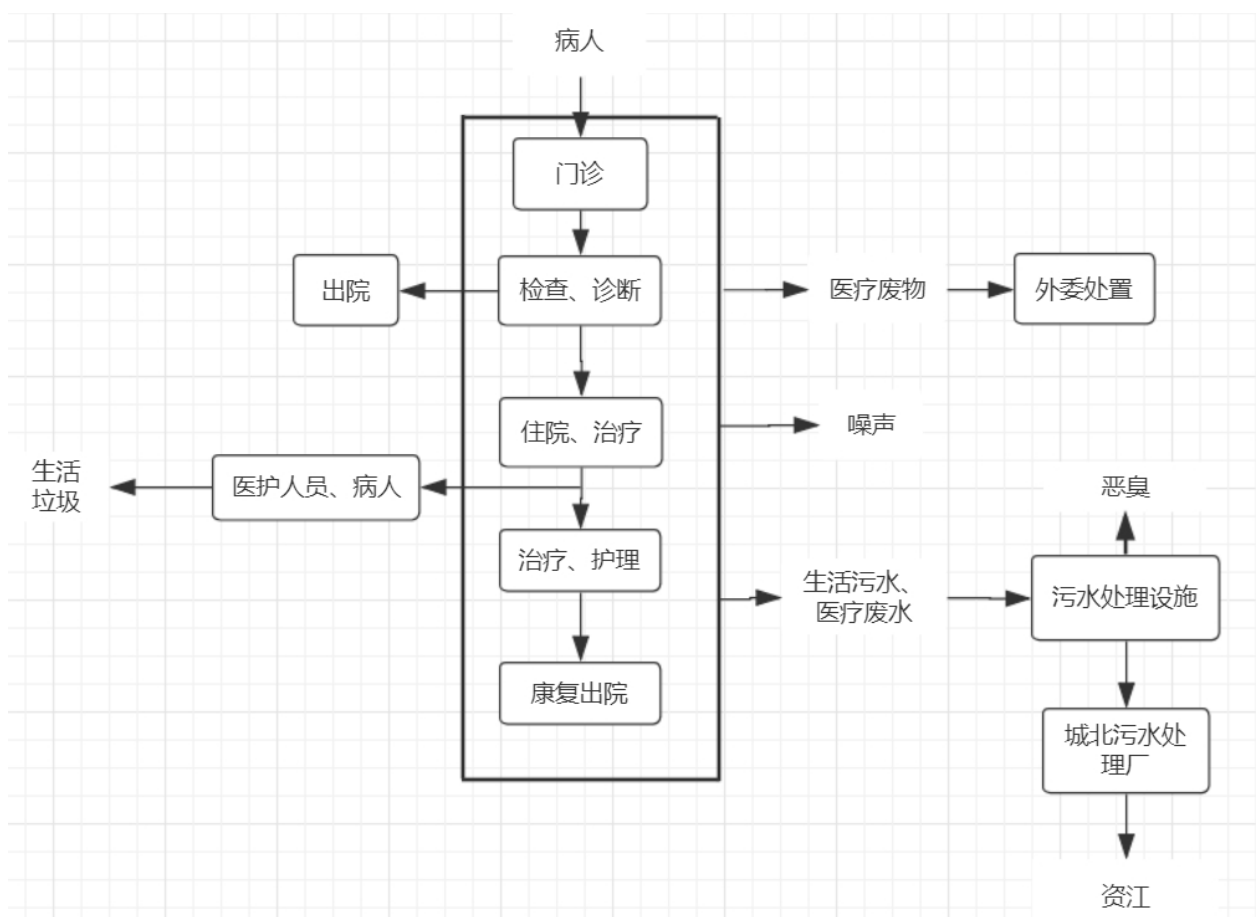 病人
门诊
出院
检查、诊断
医疗废物
外委处置
住院、治疗
噪声
生活
垃圾
医护人员、病人
恶臭
治疗、护理
生活污水、
医疗废水
污水处理设施
康复出院
城北污水处
理厂
资江